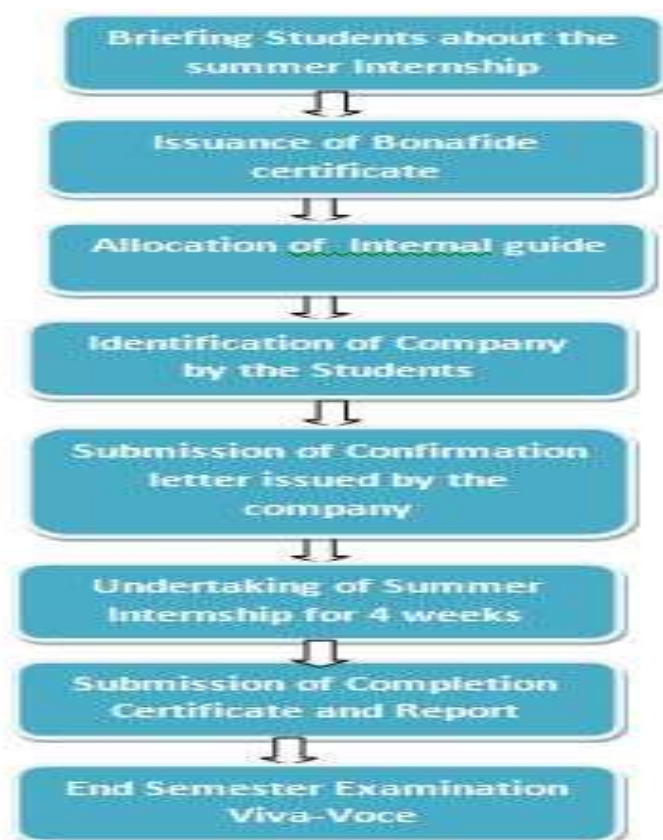 Briefing Students about the
summer Internship
Issuance of Bonafide
certificate
Allocation of Internal guide
Identification of Company
by the Students
Submission of Confirmation
letter issued by the
company
Undertaking of Summer
Internship for 4 weeks
Submission of Completion
Certificate and Report
End Semester Examination
Viva-Voce